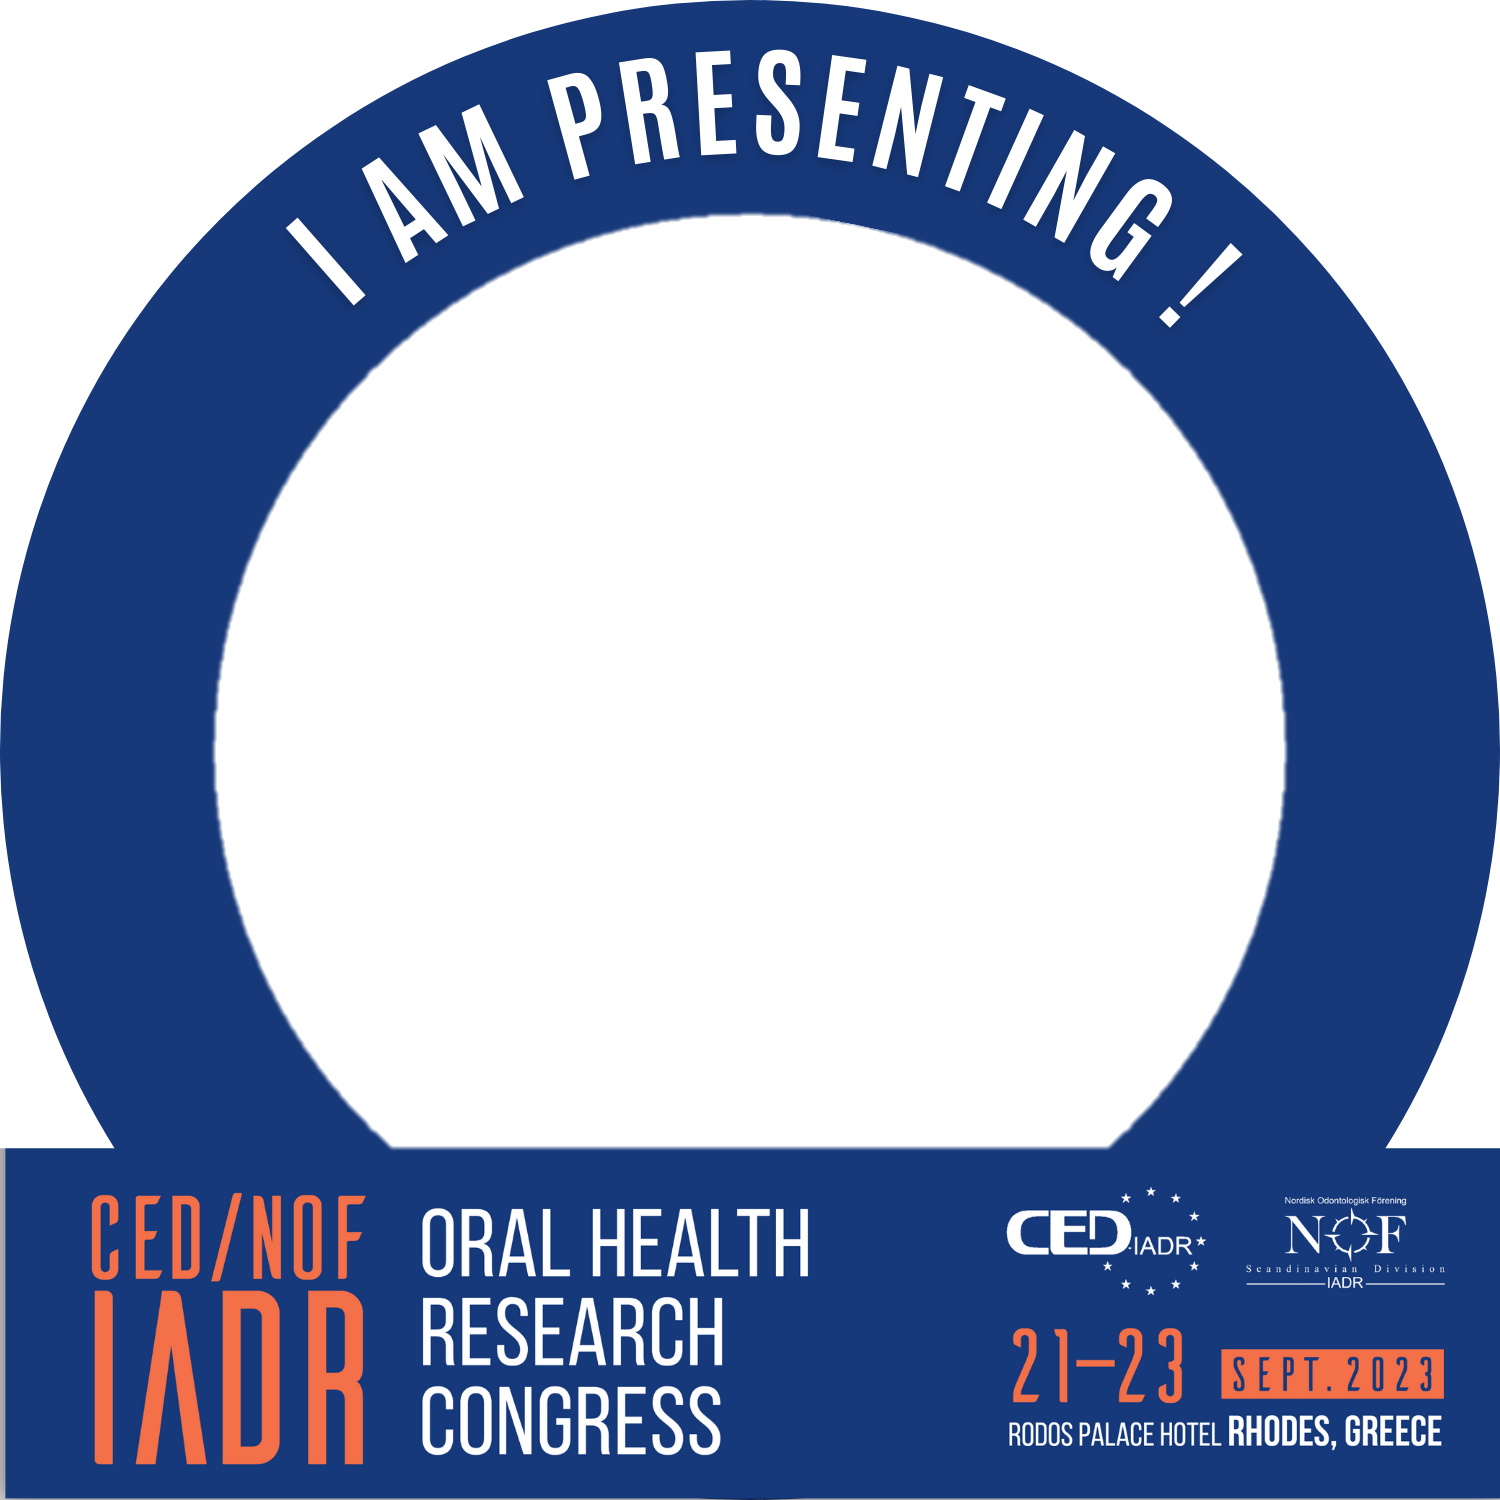 I AM PRESENTING !
CED/NOF
IADR
ORAL HEALTH
RESEARCH
CONGRESS
CED-IADR
Nordisk Odontologisk Förening
NOF
Scandinavian Division
IADR
21–23
SEPT. 2023
RODOS PALACE HOTEL RHODES, GREECE